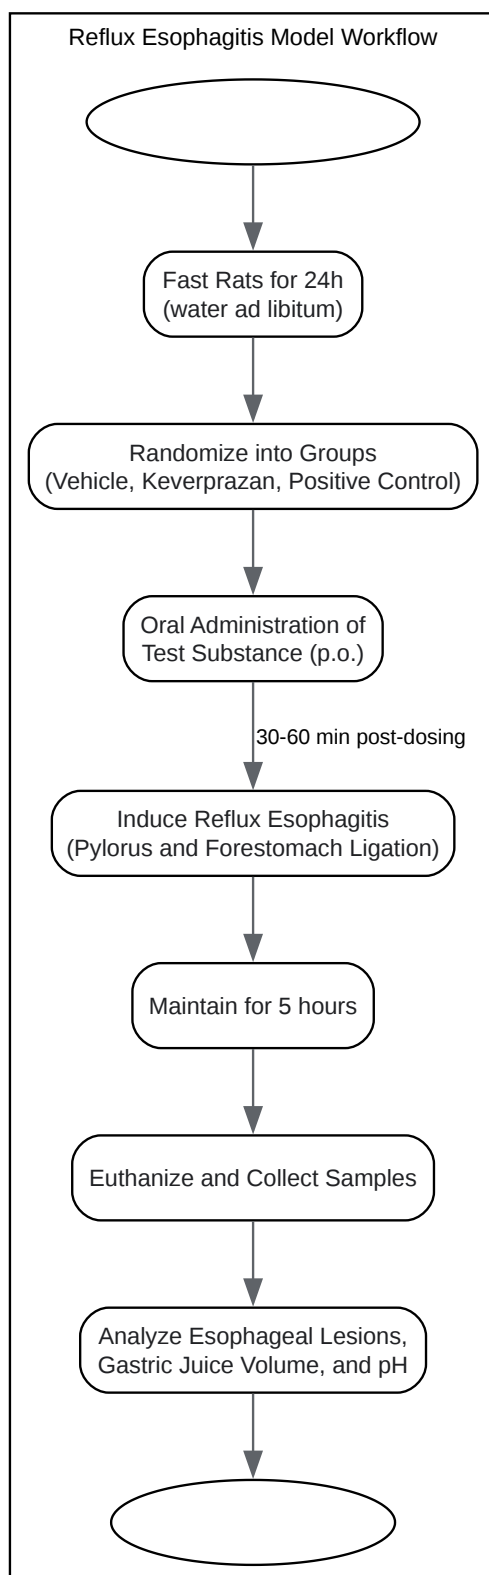 Reflux Esophagitis Model Workflow
Fast Rats for 24h
(water ad libitum)
Randomize into Groups
(Vehicle, Keverprazan, Positive Control)
Oral Administration of
Test Substance (p.o.)
30-60 min post-dosing
Induce Reflux Esophagitis
(Pylorus and Forestomach Ligation)
Maintain for 5 hours
Euthanize and Collect Samples
Analyze Esophageal Lesions,
Gastric Juice Volume, and pH